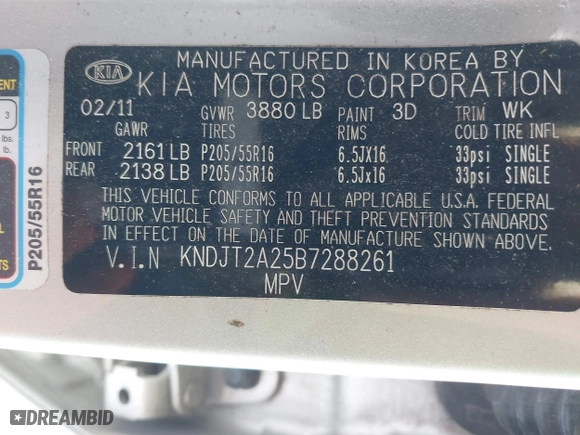 MANUFACTURED IN KOREA BY
KIA KIA MOTORS CORPORATION
02/11 GVWR 3880 LB PAINT 3D TRIM WK
GAWR TIRES RIMS COLD TIRE INFL
FRONT 2161 LB P205/55R16 6.5JX16 33psi SINGLE
REAR 2138 LB P205/55R16 6.5Jx16 33psi SINGLE
THIS VEHICLE CONFORMS TO ALL APPLICABLE U.S.A. FEDERAL
MOTOR VEHICLE SAFETY AND THEFT PREVENTION STANDARDS
IN EFFECT ON THE DATE OF MANUFACTURE SHOWN ABOVE.
V.I.N KNDJT2A25B7288261
MPV
3
lbs.
lb.
P205/55R16
DREAMBID